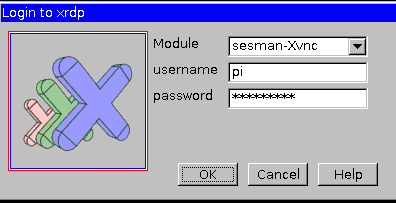 Login to xrdp
Module sesman-Xvnc
username pi
password *********
OK Cancel Help